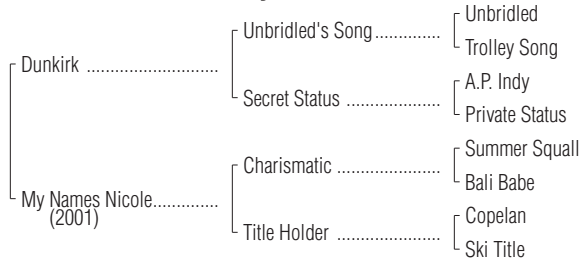 Unbridled
Unbridled's Song..............
Trolley Song
Dunkirk ............................
A.P. Indy
Secret Status ....................
Private Status
Summer Squall
Charismatic ......................
Bali Babe
My Names Nicole..............
(2001)
Copelan
Title Holder ......................
Ski Title